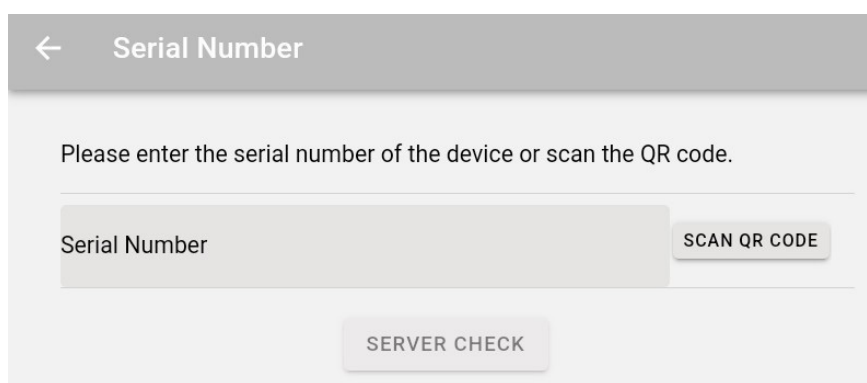 Serial Number
Please enter the serial number of the device or scan the QR code.
Serial Number
SCAN QR CODE
SERVER CHECK